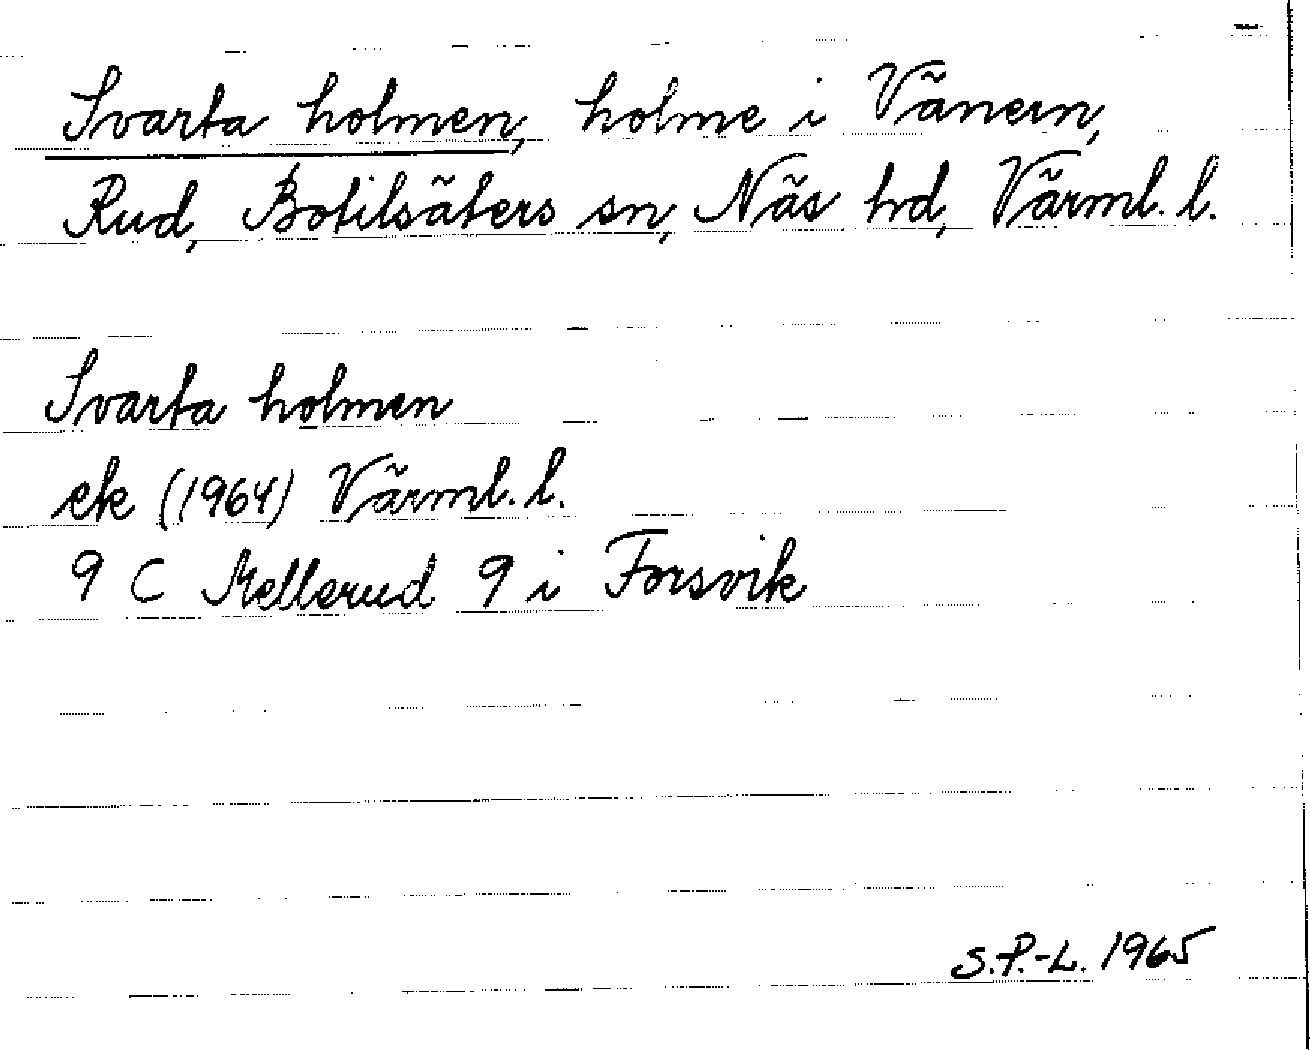 Svarta holmen, holme i Vänern,
Rud, Botilsäters sn, Näs hd, Värml. l.
Svarta holmen
ek (1964) Värml. l.
9 C Mellerud 9 i Forsvik
S.P.-L. 1965